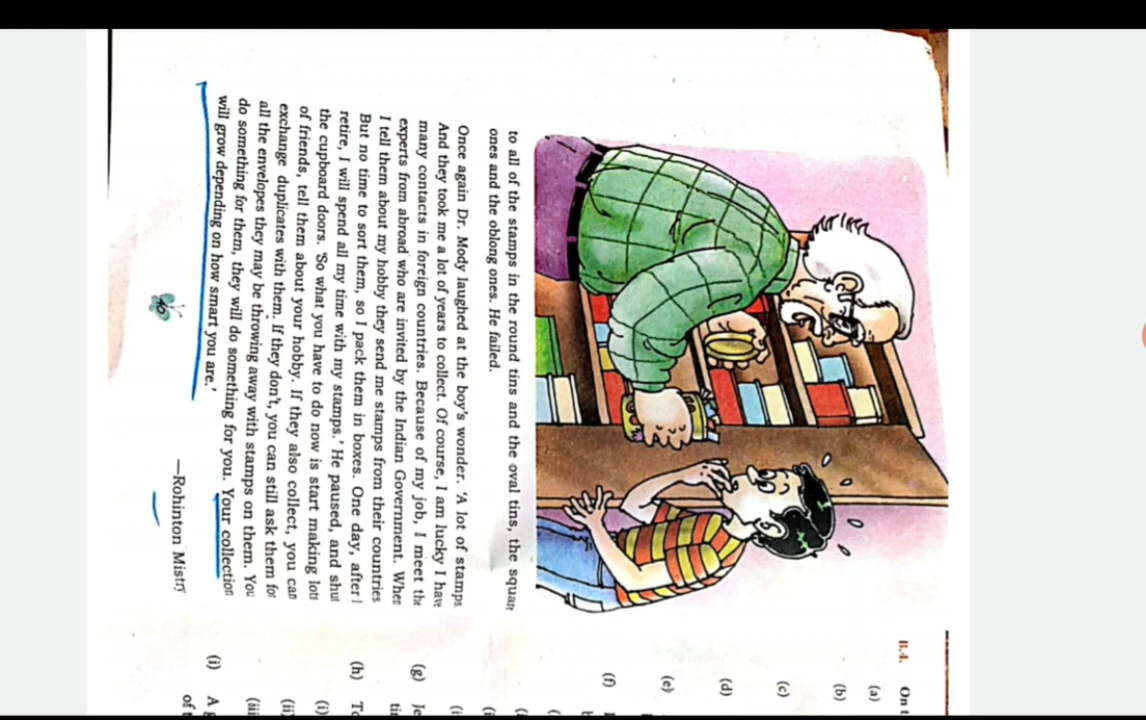 to all of the stamps in the round tins and the oval tins, the square
ones and the oblong ones. He failed.
Once again Dr. Mody laughed at the boy's wonder. 'A lot of stamps
And they took me a lot of years to collect. Of course, I am lucky I have
many contacts in foreign countries. Because of my job, I meet the
experts from abroad who are invited by the Indian Government. When
I tell them about my hobby they send me stamps from their countries
But no time to sort them, so I pack them in boxes. One day, after I
retire, I will spend all my time with my stamps.' He paused, and shut
the cupboard doors. 'So what you have to do now is start making lots
of friends, tell them about your hobby. If they also collect, you can
exchange duplicates with them. If they don't, you can still ask them for
all the envelopes they may be throwing away with stamps on them. You
do something for them, they will do something for you. Your collection
will grow depending on how smart you are.'
—Rohinton Mistry
B.4. On
(a)
(b)
(c)
(d)
(e)
(f)
(g) Je
(h) To
(i)
(ii)
(iii)
(i) A
of